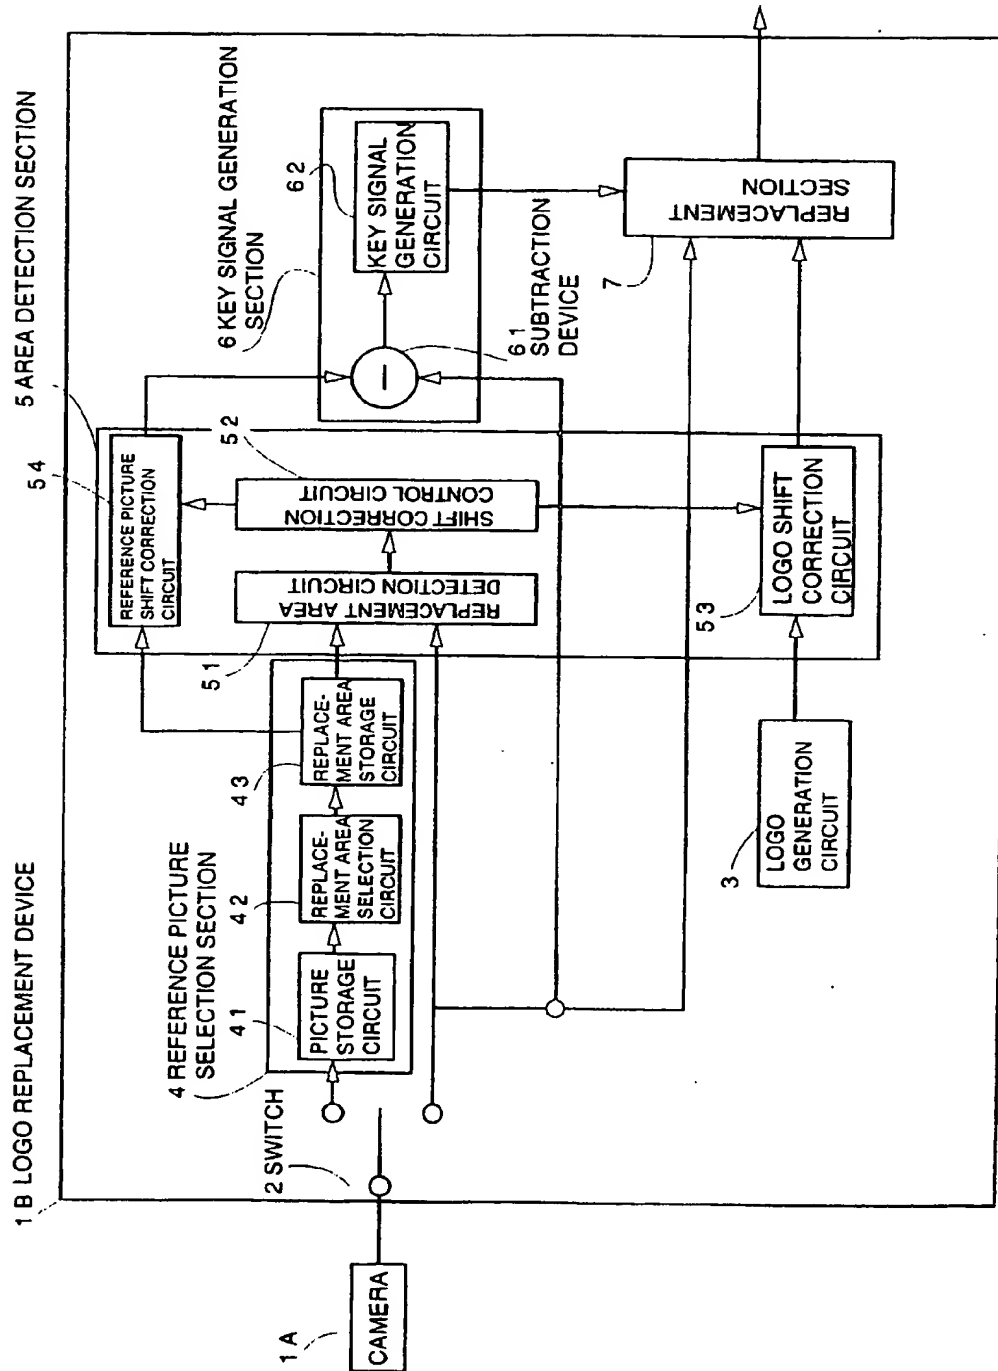 1B LOGO REPLACEMENT DEVICE
1A
CAMERA
2 SWITCH
4 REFERENCE PICTURE
SELECTION SECTION
41
PICTURE
STORAGE
CIRCUIT
42
REPLACE-
MENT AREA
SELECTION
CIRCUIT
43
REPLACE-
MENT AREA
STORAGE
CIRCUIT
5 AREA DETECTION SECTION
51
REPLACEMENT AREA
DETECTION CIRCUIT
52
SHIFT CORRECTION
CONTROL CIRCUIT
54
REFERENCE PICTURE
SHIFT CORRECTION
CIRCUIT
53
LOGO SHIFT
CORRECTION
CIRCUIT
3
LOGO
GENERATION
CIRCUIT
6 KEY SIGNAL GENERATION
SECTION
62
KEY SIGNAL
GENERATION
CIRCUIT
—
61
SUBTRACTION
DEVICE
7
REPLACEMENT
SECTION